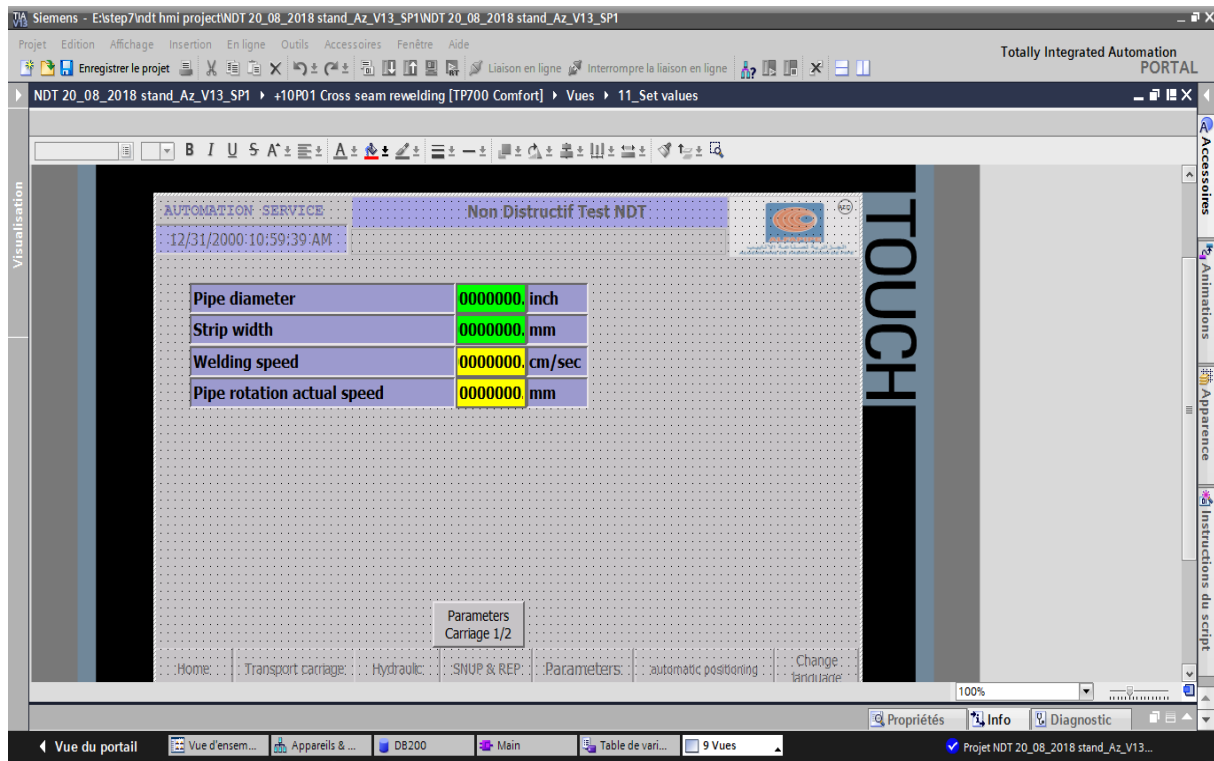 Siemens - E:\step7\ndt hmi project\NDT 20_08_2018 stand_Az_V13_SP1\NDT 20_08_2018 stand_Az_V13_SP1
Projet Edition Affichage Insertion En ligne Outils Accessoires Fenêtre Aide
Totally Integrated Automation
PORTAL
Enregistrer le projet Liaison en ligne Interrompre la liaison en ligne
NDT 20_08_2018 stand_Az_V13_SP1 +10P01 Cross seam rewelding [TP700 Comfort] Vues 11_Set values
B I U S A
Visualisation
AUTOMATION SERVICE
Non Distructif Test NDT
12/31/2000 10:59:39 AM
TOUCH
Pipe diameter 0000000. inch
Strip width 0000000. mm
Welding speed 0000000. cm/sec
Pipe rotation actual speed 0000000. mm
Parameters
Carriage 1/2
Home Transport carriage Hydraulic SNUP & REP Parameters automatic positioning Change
language
Accessoires
Animations
Apparence
Instructions du script
100%
Propriétés Info Diagnostic
Vue du portail Vue d'ensem... Appareils & ... DB200 Main Table de vari... 9 Vues Projet NDT 20_08_2018 stand_Az_V13...